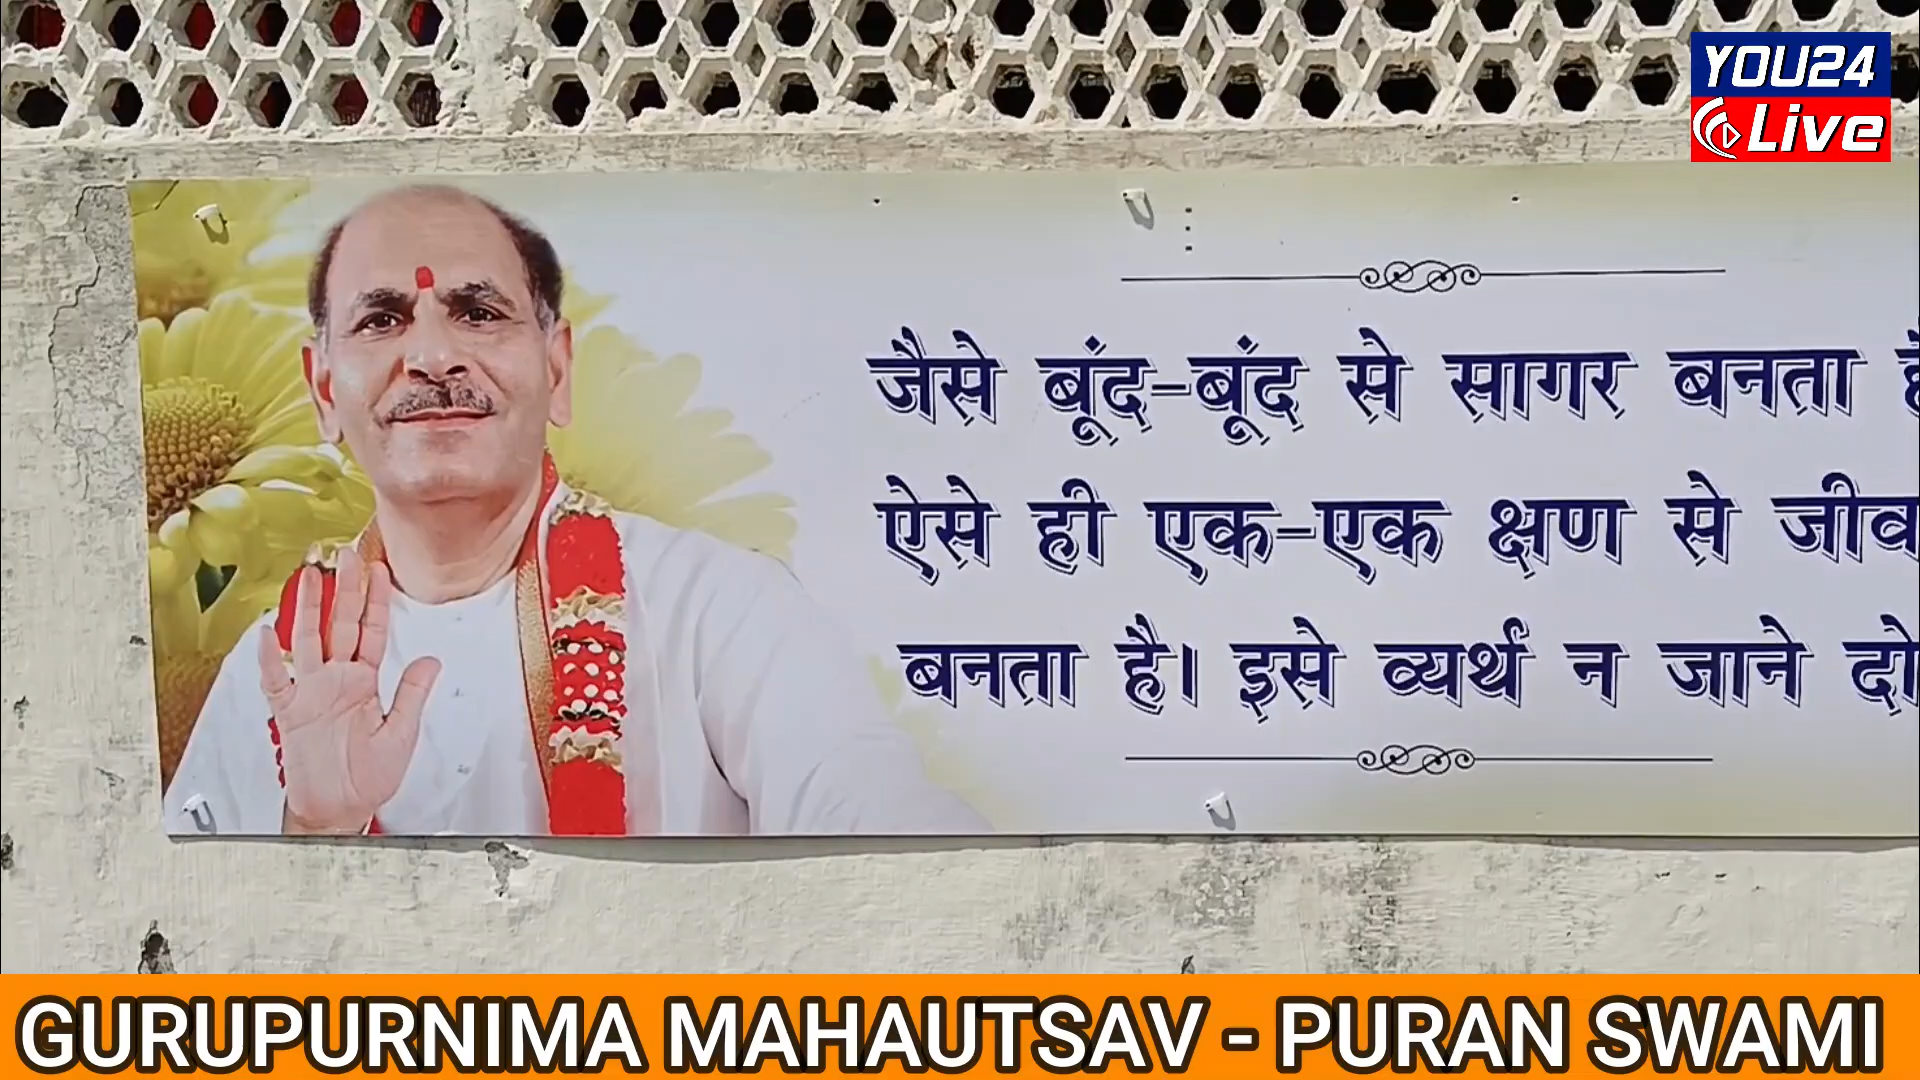 YOU24
Live
जैसे बूंद-बूंद से सागर बनता
ऐसे ही एक-एक क्षण से
बनता है। इसे व्यर्थ न जाने दो
GURUPURNIMA MAHAUTSAV - PURAN SWAMI